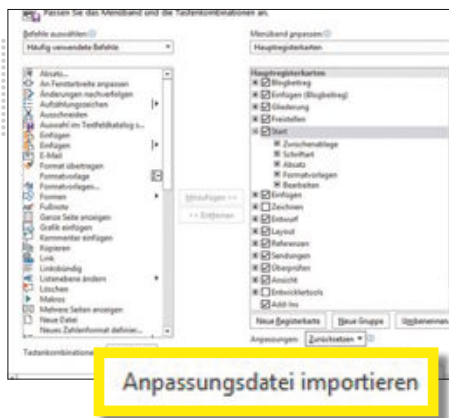 Passen Sie das Menüband und die Tastenkombinationen an.
Befehle auswählen:
Häufig verwendete Befehle
Absatz...
An Fensterbreite anpassen
Änderungen nachverfolgen
Aufzählungszeichen
Ausschneiden
Auswahl im Textfeldkatalog s...
Einfügen
Einfügen
E-Mail
Format übertragen
Formatvorlage
Formatvorlagen...
Formen
Fußnote
Ganze Seite anzeigen
Grafik einfügen
Kommentar einfügen
Kopieren
Link
Linksbündig
Listenebene ändern
Löschen
Makros
Mehrere Seiten anzeigen
Neue Datei
Neues Zahlenformat definier...
Tastenkombinatione
Hinzufügen >>
<< Entfernen
Menüband anpassen:
Hauptregisterkarten
Hauptregisterkarten
Blogbeitrag
Einfügen (Blogbeitrag)
Gliederung
Freistellen
Start
Zwischenablage
Schriftart
Absatz
Formatvorlagen
Bearbeiten
Einfügen
Zeichnen
Entwurf
Layout
Referenzen
Sendungen
Überprüfen
Ansicht
Entwicklertools
Add-Ins
Neue Registerkarte Neue Gruppe Umbenennen
Anpassungen: Zurücksetzen
Anpassungsdatei importieren